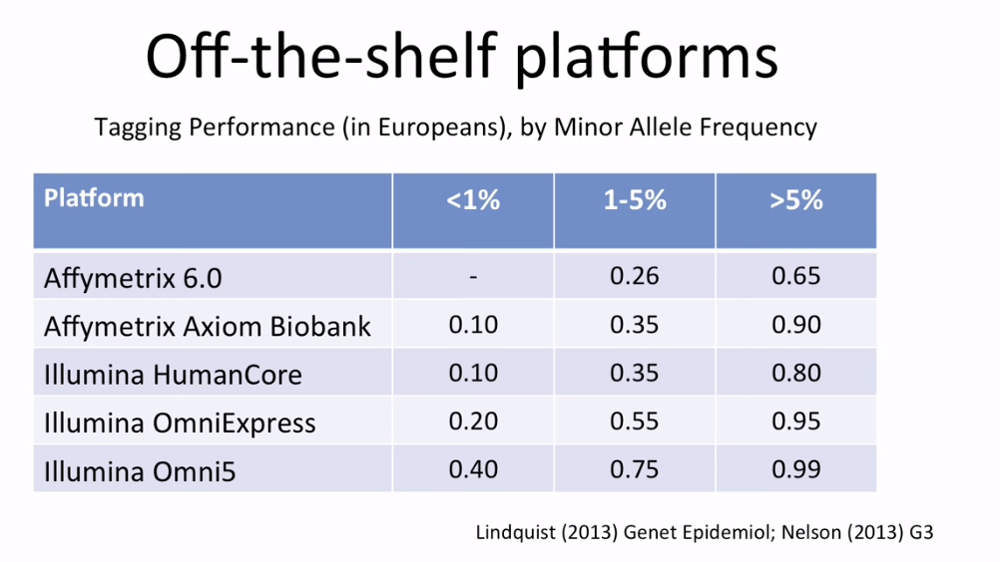 Off-the-shelf platforms
Tagging Performance (in Europeans), by Minor Allele Frequency
Platform <1% 1-5% >5%
Affymetrix 6.0 - 0.26 0.65
Affymetrix Axiom Biobank 0.10 0.35 0.90
Illumina HumanCore 0.10 0.35 0.80
Illumina OmniExpress 0.20 0.55 0.95
Illumina Omni5 0.40 0.75 0.99
Lindquist (2013) Genet Epidemiol; Nelson (2013) G3